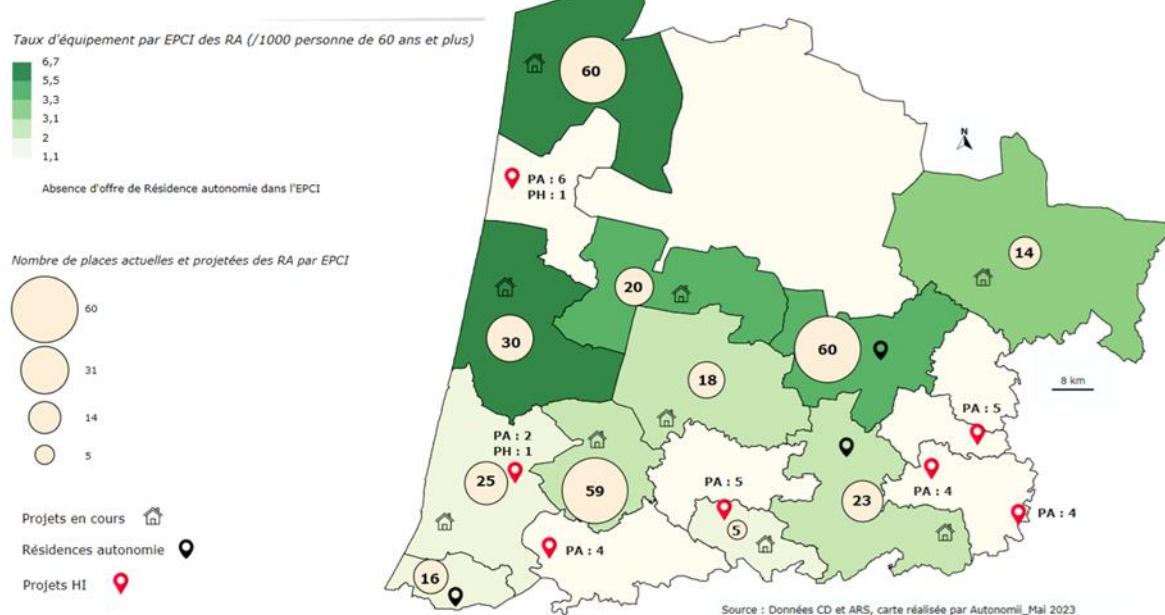 Taux d'équipement par EPCI des RA (/1000 personne de 60 ans et plus)
6,7
5,5
3,3
3,1
2
1,1
Absence d'offre de Résidence autonomie dans l'EPCI
Nombre de places actuelles et projetées des RA par EPCI
60
31
14
5
Projets en cours
Résidences autonomie
Projets HI
60
N
PA : 6
PH : 1
14
20
30
60
18
8 km
PA : 5
PA : 2
PH : 1
25
59
PA : 5
23
PA : 4
PA : 4
5
PA : 4
16
Source : Données CD et ARS, carte réalisée par Autonomii_Mai 2023